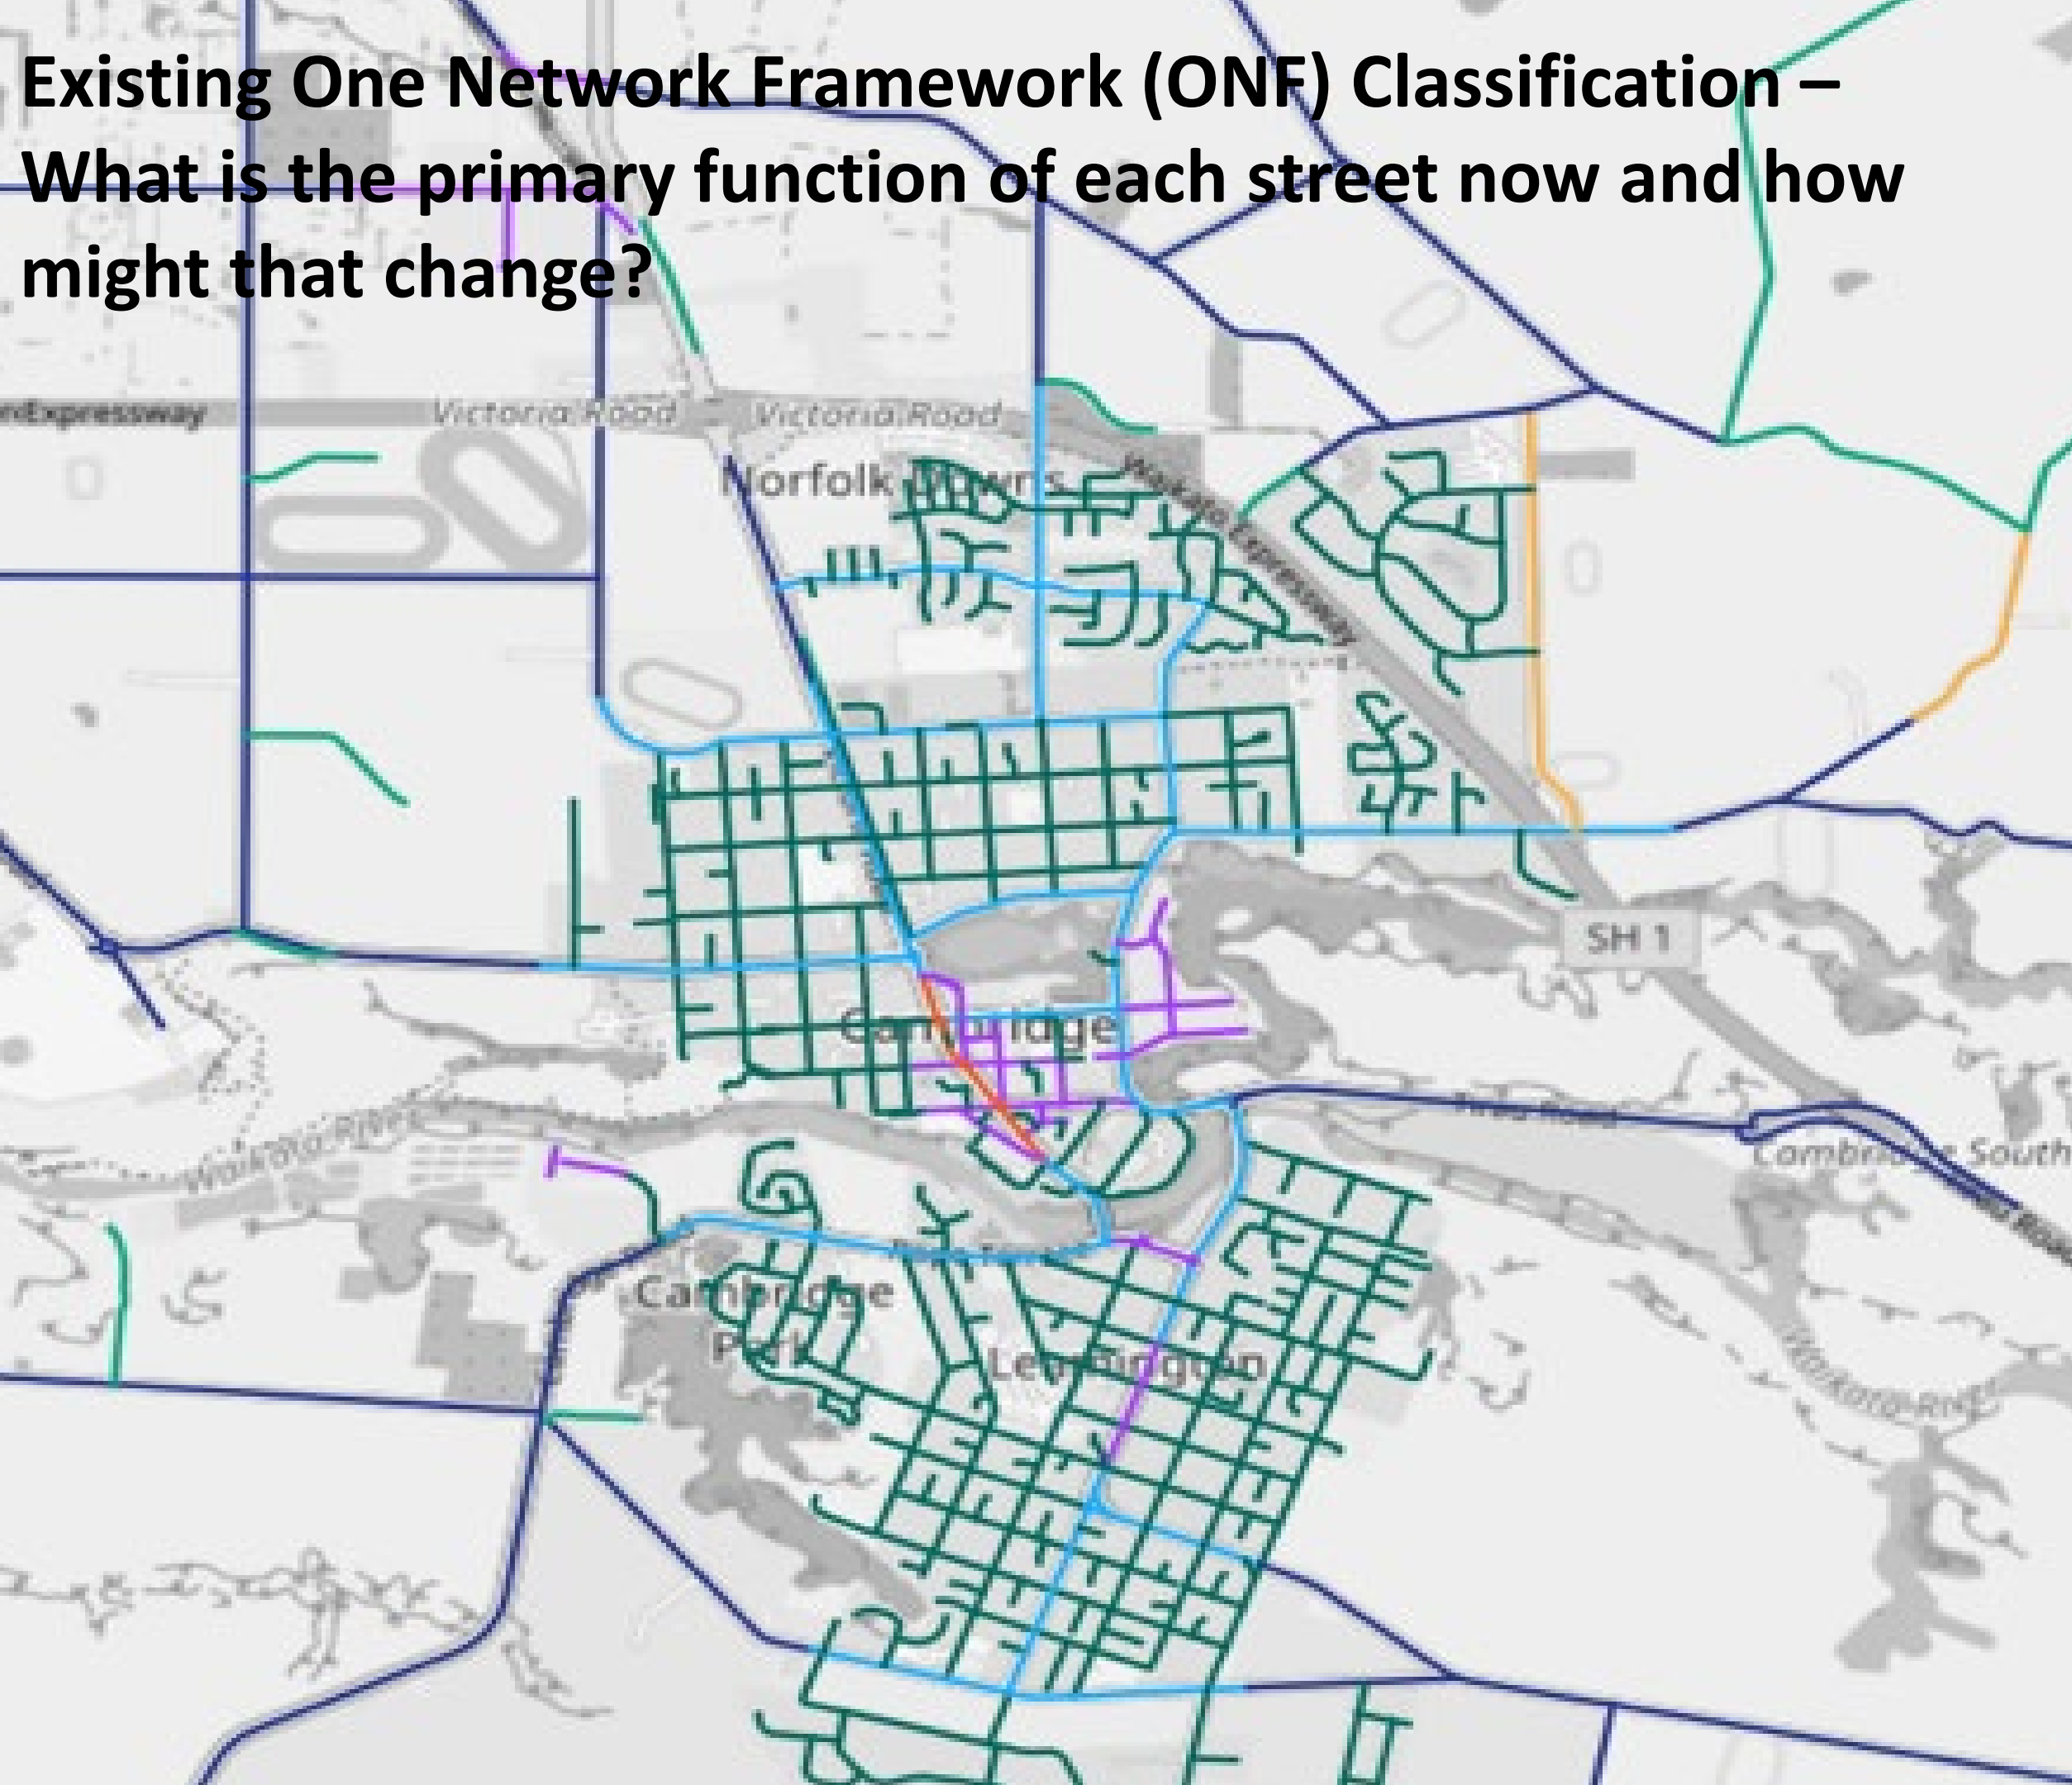 Existing One Network Framework (ONF) Classification –
What is the primary function of each street now and how
might that change?
Expressway
Victoria Road
Victoria Road
Norfolk Downs
Waikato Expressway
SH 1
Cambridge
Waikato River
Cambridge South
Cambridge
Park
Leamington
Waikato River